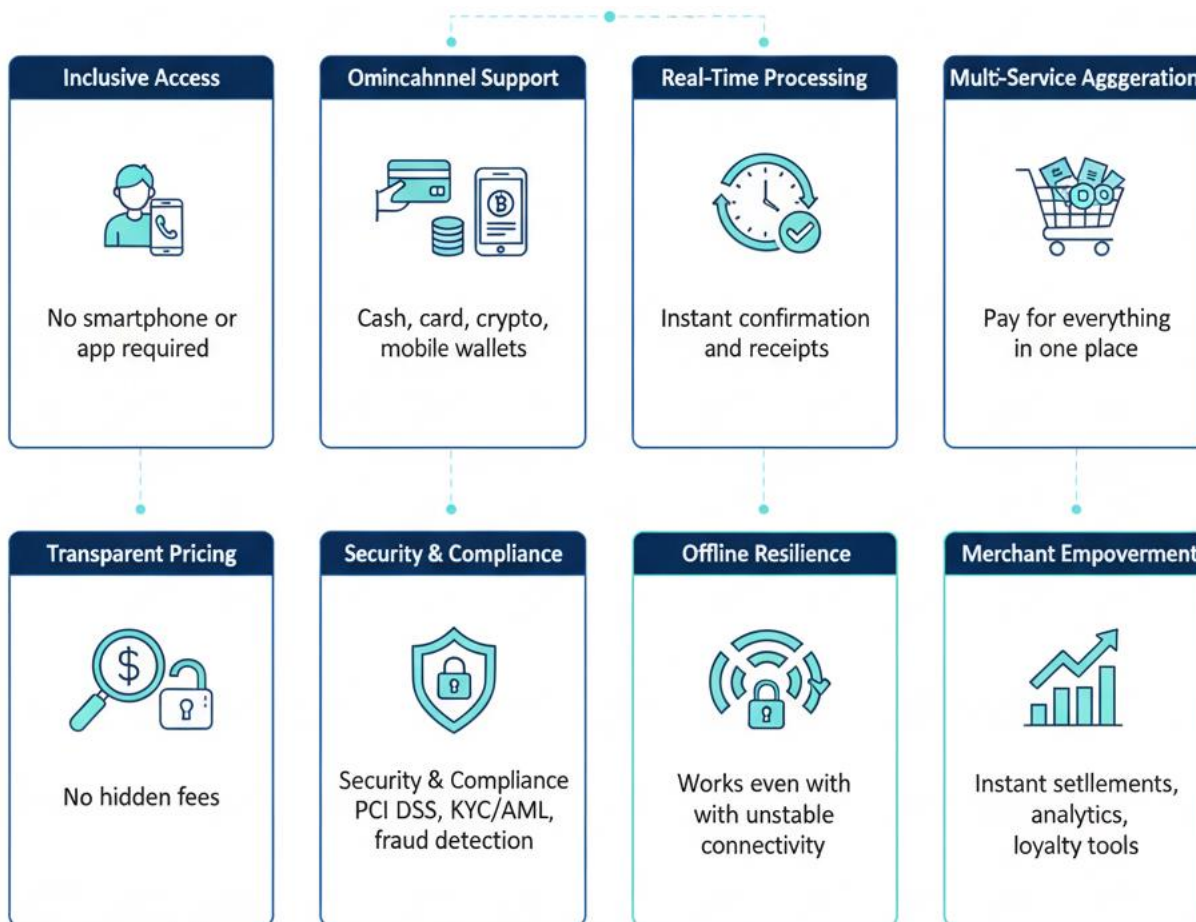 Inclusive Access
No smartphone or
app required
Omincahnnel Support
Cash, card, crypto,
mobile wallets
Real-Time Processing
Instant confirmation
and receipts
Multi-Service Agggeration
Pay for everything
in one place
Transparent Pricing
$
No hidden fees
Security & Compliance
Security & Compliance
PCI DSS, KYC/AML,
fraud detection
Offline Resilience
Works even with
with unstable
connectivity
Merchant Empoverment
Instant setllements,
analytics,
loyalty tools